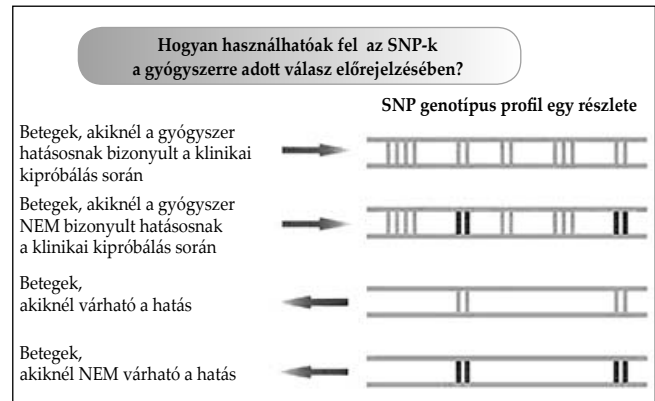 Hogyan használhatóak fel az SNP-k
a gyógyszerre adott válasz előrejelzésében?
SNP genotípus profil egy részlete
Betegek, akiknél a gyógyszer
hatásosnak bizonyult a klinikai
kipróbálás során
Betegek, akiknél a gyógyszer
NEM bizonyult hatásosnak
a klinikai kipróbálás során
Betegek,
akiknél várható a hatás
Betegek,
akiknél NEM várható a hatás